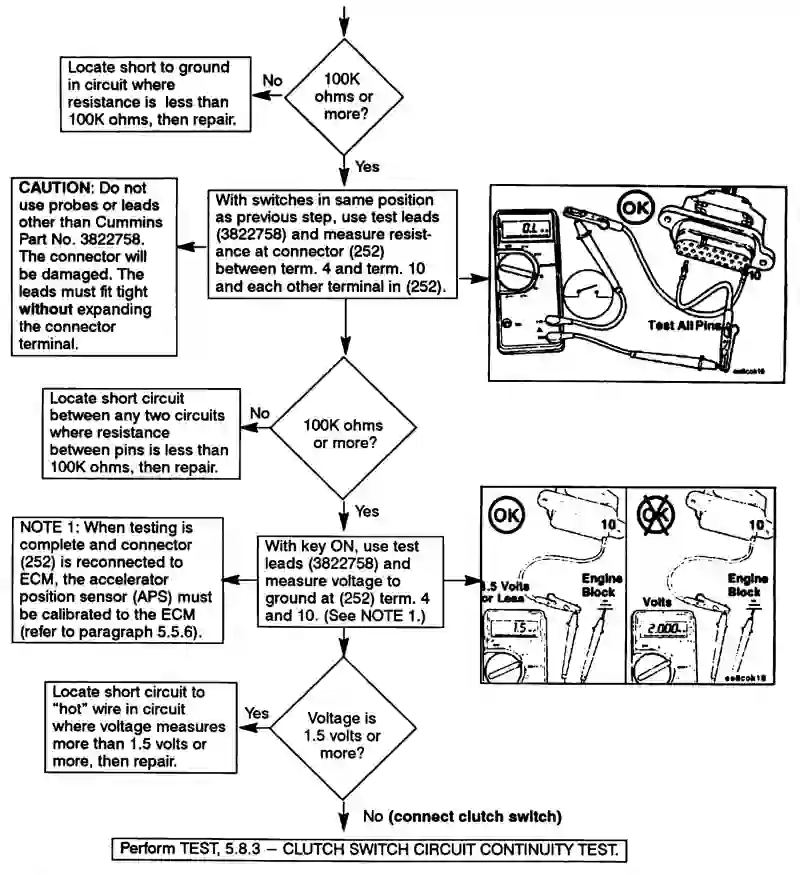 Locate short to ground
in circuit where
resistance is less than
100K ohms, then repair.
No
100K
ohms or
more?
Yes
CAUTION: Do not
use probes or leads
other than Cummins
Part No. 3822758.
The connector will
be damaged. The
leads must fit tight
without expanding
the connector
terminal.
With switches in same position
as previous step, use test leads
(3822758) and measure resist-
ance at connector (252)
between term. 4 and term. 10
and each other terminal in (252).
OK
0.L
10
Test All Pins
Locate short circuit
between any two circuits
where resistance
between pins is less than
100K ohms, then repair.
No
100K ohms
or more?
Yes
NOTE 1: When testing is
complete and connector
(252) is reconnected to
ECM, the accelerator
position sensor (APS) must
be calibrated to the ECM
(refer to paragraph 5.5.6).
With key ON, use test
leads (3822758) and
measure voltage to
ground at (252) term. 4
and 10. (See NOTE 1.)
OK
10
1.5 Volts
or Less
Engine
Block
1.5
OK
10
Volts
Engine
Block
2.000
Locate short circuit to
"hot" wire in circuit
where voltage measures
more than 1.5 volts or
more, then repair.
Yes
Voltage is
1.5 volts or
more?
No (connect clutch switch)
Perform TEST, 5.8.3 – CLUTCH SWITCH CIRCUIT CONTINUITY TEST.